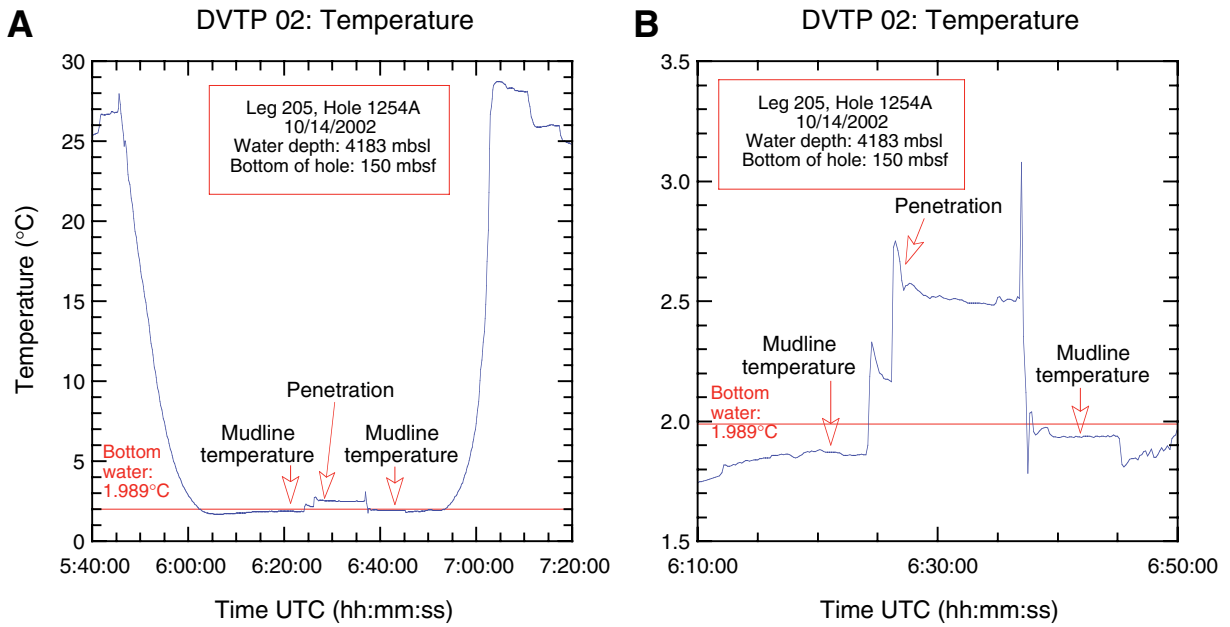 A
DVTP 02: Temperature
30
25
20
15
10
5
0
Temperature (°C)
Leg 205, Hole 1254A
10/14/2002
Water depth: 4183 mbsl
Bottom of hole: 150 mbsf
Penetration
Mudline
temperature
Mudline
temperature
Bottom
water:
1.989°C
5:40:00
6:00:00
6:20:00
6:40:00
7:00:00
7:20:00
Time UTC (hh:mm:ss)
B
DVTP 02: Temperature
3.5
3.0
2.5
2.0
1.5
Leg 205, Hole 1254A
10/14/2002
Water depth: 4183 mbsl
Bottom of hole: 150 mbsf
Penetration
Mudline
temperature
Mudline
temperature
Bottom
water:
1.989°C
6:10:00
6:30:00
6:50:00
Time UTC (hh:mm:ss)